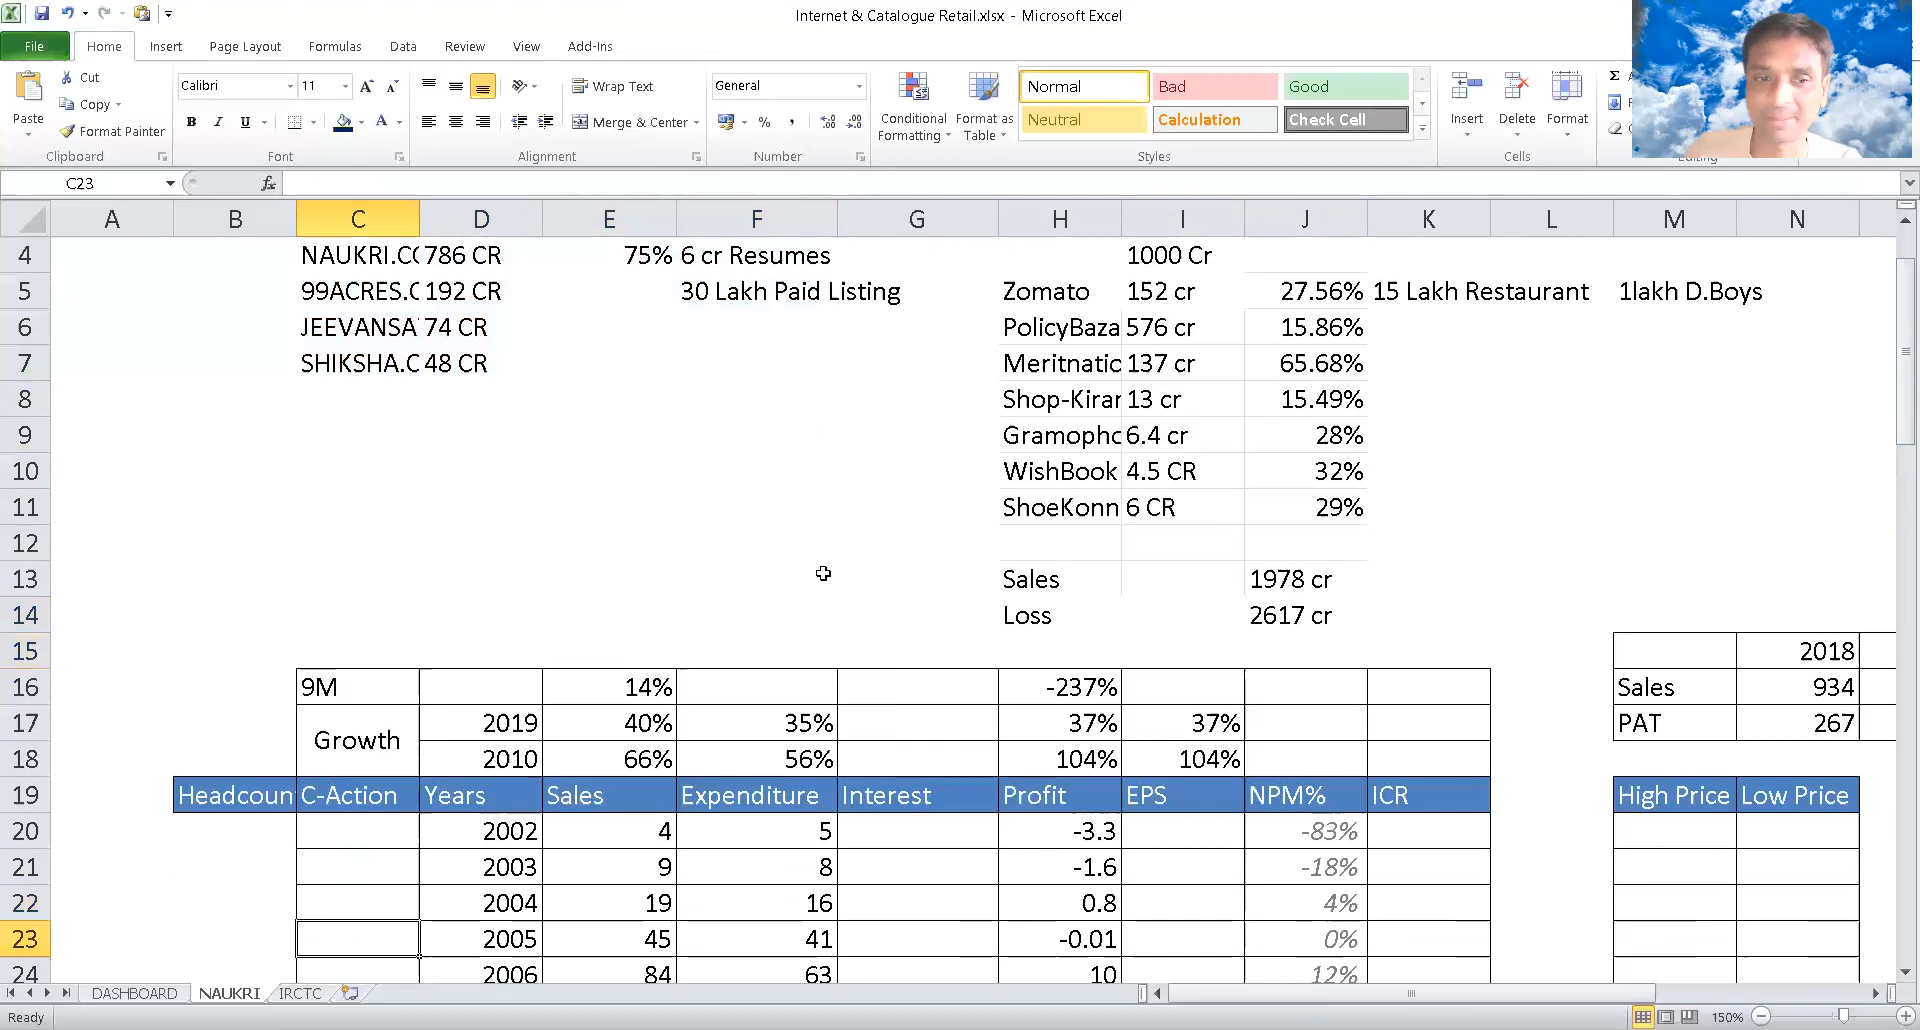 Internet & Catalogue Retail.xlsx - Microsoft Excel
File Home Insert Page Layout Formulas Data Review View Add-Ins
Paste Cut Copy Format Painter Clipboard
Calibri 11 B I U Font
Wrap Text Merge & Center Alignment
General % , Number
Conditional Formatting Format as Table
Normal Bad Good
Neutral Calculation Check Cell
Styles
Insert Delete Format Cells
Σ
Editing
C23 fx
A B C D E F G H I J K L M N
4 NAUKRI.CO 786 CR 75% 6 cr Resumes 1000 Cr
5 99ACRES.C 192 CR 30 Lakh Paid Listing Zomato 152 cr 27.56% 15 Lakh Restaurant 1lakh D.Boys
6 JEEVANSA 74 CR PolicyBaza 576 cr 15.86%
7 SHIKSHA.C 48 CR Meritnatic 137 cr 65.68%
8 Shop-Kirar 13 cr 15.49%
9 Gramopho 6.4 cr 28%
10 WishBook 4.5 CR 32%
11 ShoeKonn 6 CR 29%
12
13 Sales 1978 cr
14 Loss 2617 cr
15 2018
16 9M 14% -237% Sales 934
17 Growth 2019 40% 35% 37% 37% PAT 267
18 2010 66% 56% 104% 104%
19 Headcoun C-Action Years Sales Expenditure Interest Profit EPS NPM% ICR High Price Low Price
20 2002 4 5 -3.3 -83%
21 2003 9 8 -1.6 -18%
22 2004 19 16 0.8 4%
23 2005 45 41 -0.01 0%
24 2006 84 63 10 12%
DASHBOARD NAUKRI IRCTC
Ready 150%